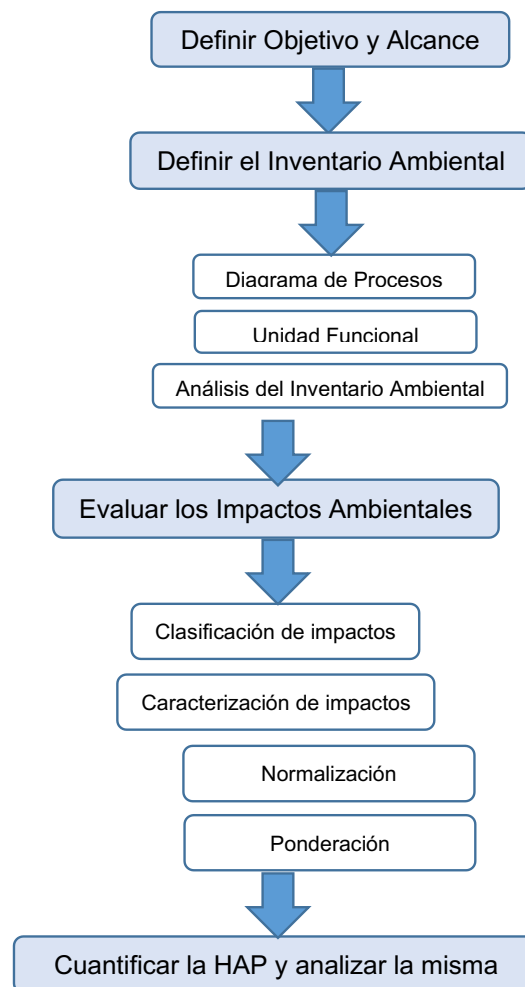 Definir Objetivo y Alcance
Definir el Inventario Ambiental
Diagrama de Procesos
Unidad Funcional
Análisis del Inventario Ambiental
Evaluar los Impactos Ambientales
Clasificación de impactos
Caracterización de impactos
Normalización
Ponderación
Cuantificar la HAP y analizar la misma